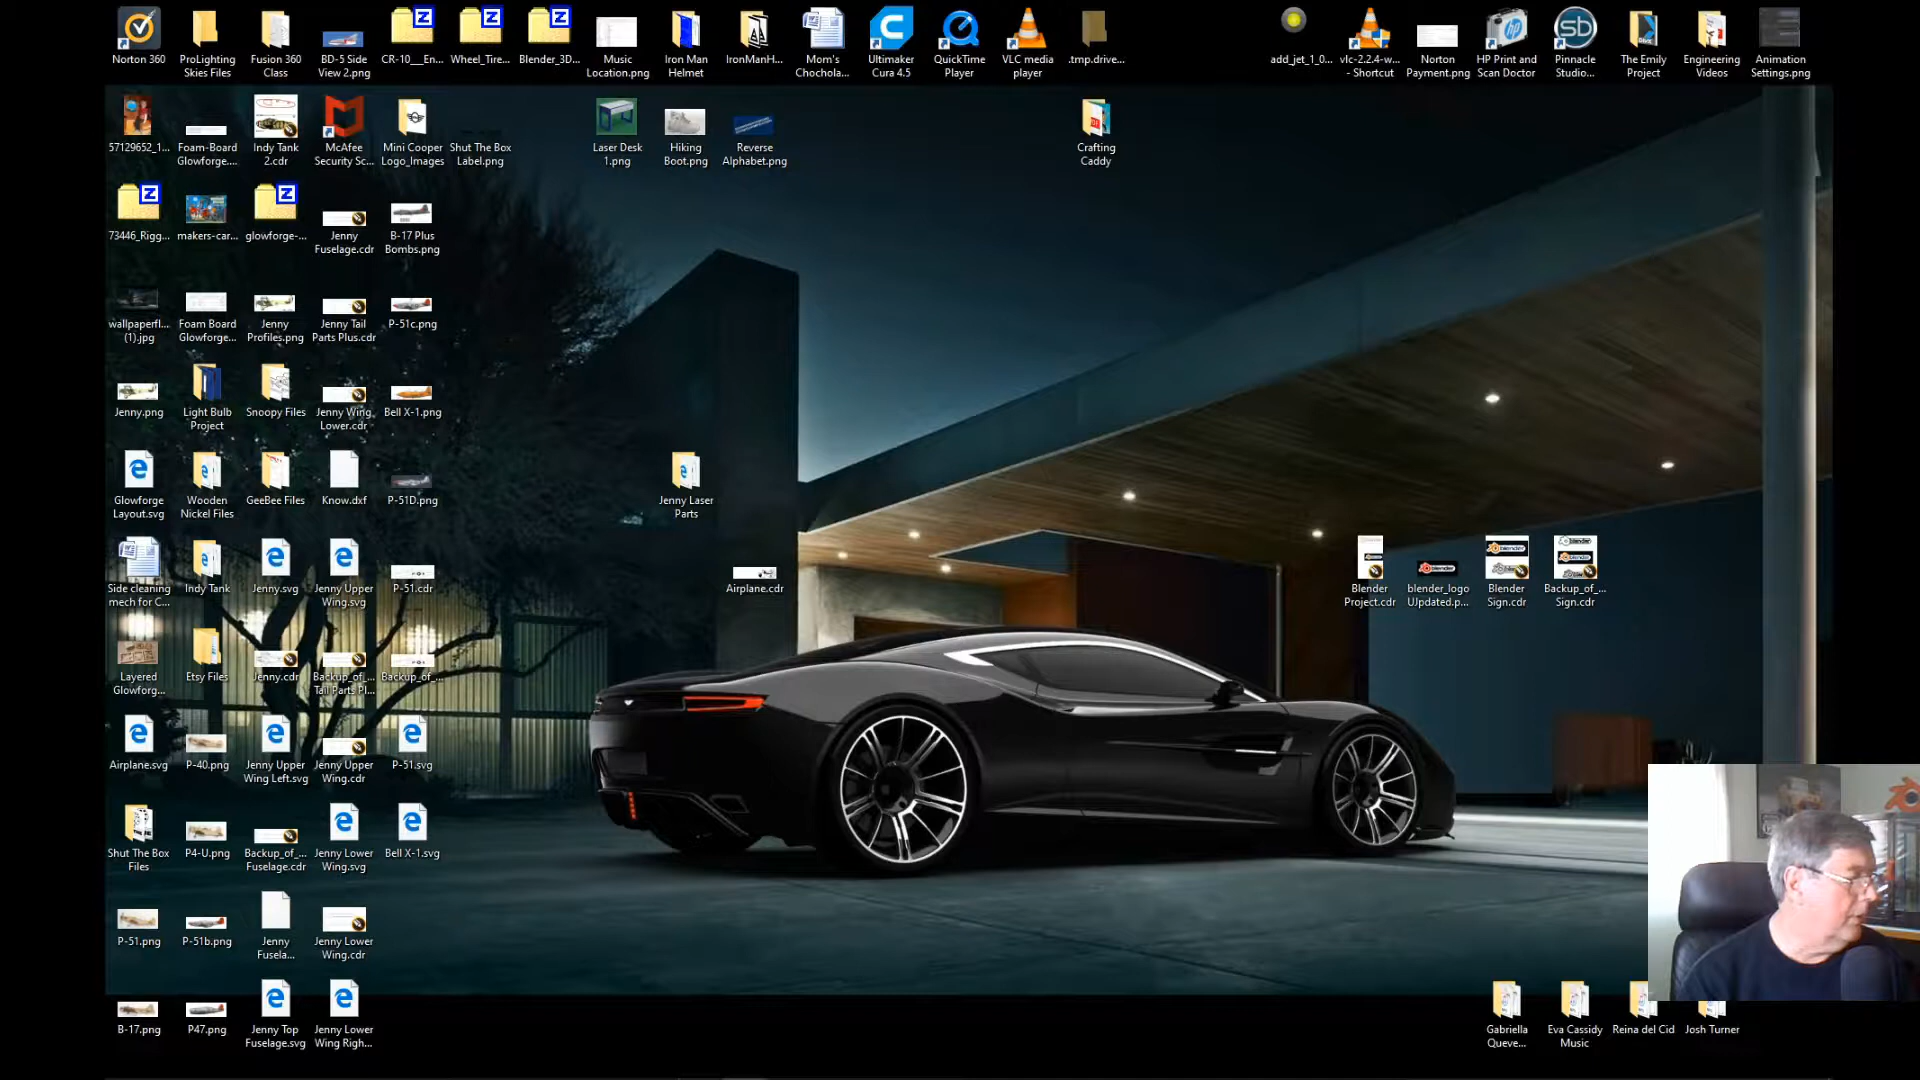 Norton 360
ProLighting
Skies Files
Fusion 360
Class
BD-5 Side
View 2.png
CR-10___En...
Wheel_Tire...
Blender_3D...
Music
Location.png
Iron Man
Helmet
IronManH...
Mom's
Chochola...
Ultimaker
Cura 4.5
QuickTime
Player
VLC media
player
.tmp.drive...
add_jet_1_0...
vlc-2.2.4-w...
- Shortcut
Norton
Payment.png
HP Print and
Scan Doctor
Pinnacle
Studio...
The Emily
Project
Engineering
Videos
Animation
Settings.png
57129652_1...
Foam-Board
Glowforge....
Indy Tank
2.cdr
McAfee
Security Sc...
Mini Cooper
Logo_Images
Shut The Box
Label.png
Laser Desk
1.png
Hiking
Boot.png
Reverse
Alphabet.png
Crafting
Caddy
73446_Rigg...
makers-car...
glowforge-...
Jenny
Fuselage.cdr
B-17 Plus
Bombs.png
wallpaperfl...
(1).jpg
Foam Board
Glowforge...
Jenny
Profiles.png
Jenny Tail
Parts Plus.cdr
P-51c.png
Jenny.png
Light Bulb
Project
Snoopy Files
Jenny Wing
Lower.cdr
Bell X-1.png
Glowforge
Layout.svg
Wooden
Nickel Files
GeeBee Files
Know.dxf
P-51D.png
Jenny Laser
Parts
Side cleaning
mech for C...
Indy Tank
Jenny.svg
Jenny Upper
Wing.svg
P-51.cdr
Airplane.cdr
Blender
Project.cdr
blender_logo
UJpdated.p...
Blender
Sign.cdr
Backup_of_...
Sign.cdr
Layered
Glowforg...
Etsy Files
Jenny.cdr
Backup_of_...
Tail Parts Pl...
Backup_of_...
Airplane.svg
P-40.png
Jenny Upper
Wing Left.svg
Jenny Upper
Wing.cdr
P-51.svg
Shut The Box
Files
P4-U.png
Backup_of_...
Fuselage.cdr
Jenny Lower
Wing.svg
Bell X-1.svg
P-51.png
P-51b.png
Jenny
Fusela...
Jenny Lower
Wing.cdr
B-17.png
P47.png
Jenny Top
Fuselage.svg
Jenny Lower
Wing Righ...
Gabriella
Queve...
Eva Cassidy
Music
Reina del Cid
Josh Turner